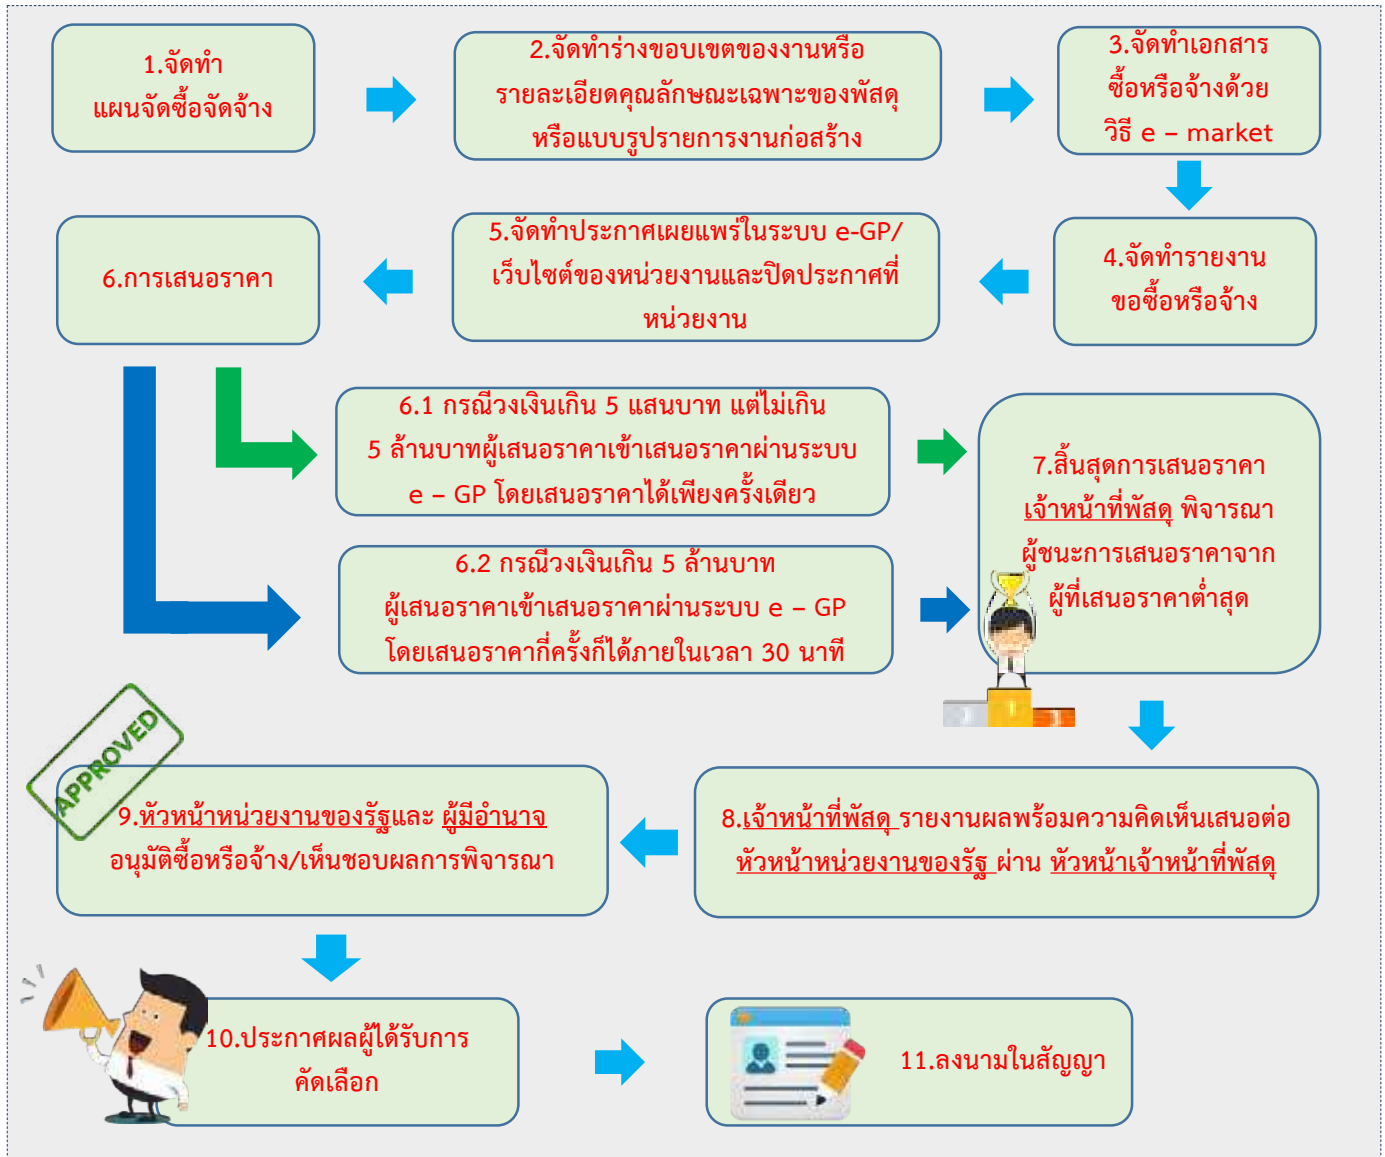 1.จัดทำ
แผนจัดซื้อจัดจ้าง
2.จัดทำร่างขอบเขตของงานหรือ
รายละเอียดคุณลักษณะเฉพาะของพัสดุ
หรือแบบรูปรายการงานก่อสร้าง
3.จัดทำเอกสาร
ซื้อหรือจ้างด้วย
วิธี e – market
4.จัดทำรายงาน
ขอซื้อหรือจ้าง
5.จัดทำประกาศเผยแพร่ในระบบ e-GP/
เว็บไซต์ของหน่วยงานและปิดประกาศที่
หน่วยงาน
6.การเสนอราคา
6.1 กรณีวงเงินเกิน 5 แสนบาท แต่ไม่เกิน
5 ล้านบาทผู้เสนอราคาเข้าเสนอราคาผ่านระบบ
e – GP โดยเสนอราคาได้เพียงครั้งเดียว
6.2 กรณีวงเงินเกิน 5 ล้านบาท
ผู้เสนอราคาเข้าเสนอราคาผ่านระบบ e – GP
โดยเสนอราคากี่ครั้งก็ได้ภายในเวลา 30 นาที
7.สิ้นสุดการเสนอราคา
เจ้าหน้าที่พัสดุ พิจารณา
ผู้ชนะการเสนอราคาจาก
ผู้ที่เสนอราคาต่ำสุด
8.เจ้าหน้าที่พัสดุ รายงานผลพร้อมความคิดเห็นเสนอต่อ
หัวหน้าหน่วยงานของรัฐ ผ่าน หัวหน้าเจ้าหน้าที่พัสดุ
APPROVED
9.หัวหน้าหน่วยงานของรัฐและ ผู้มีอำนาจ
อนุมัติซื้อหรือจ้าง/เห็นชอบผลการพิจารณา
10.ประกาศผลผู้ได้รับการ
คัดเลือก
11.ลงนามในสัญญา